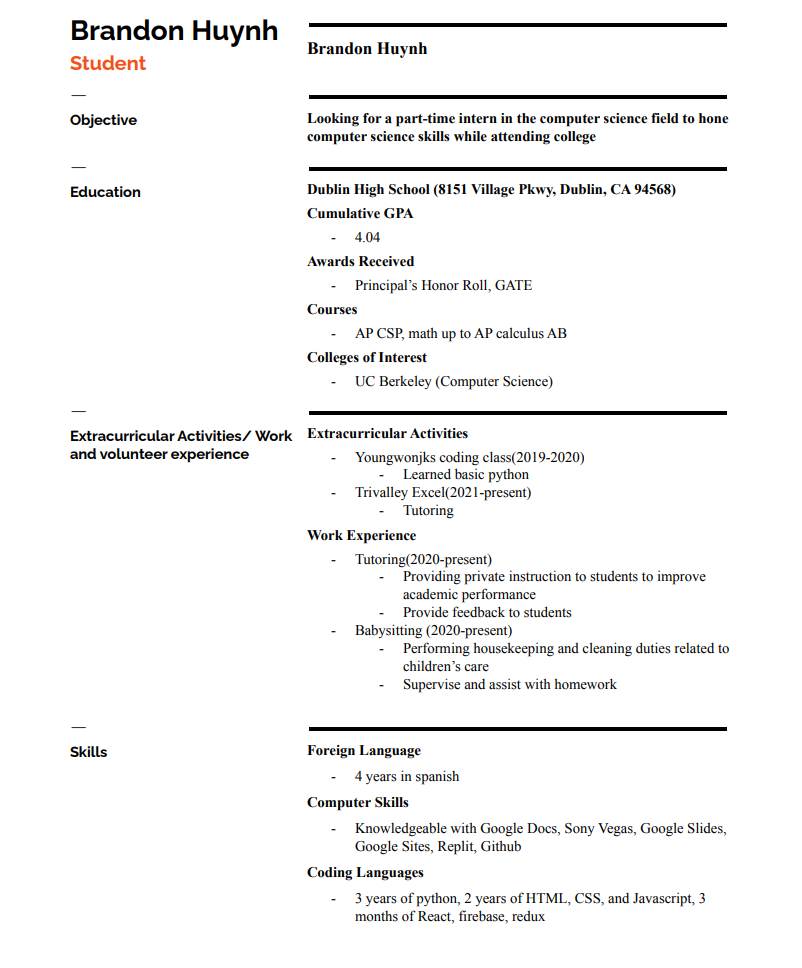 Brandon Huynh
Student
Brandon Huynh
—
Objective
Looking for a part-time intern in the computer science field to hone
computer science skills while attending college
—
Education
Dublin High School (8151 Village Pkwy, Dublin, CA 94568)
Cumulative GPA
- 4.04
Awards Received
- Principal’s Honor Roll, GATE
Courses
- AP CSP, math up to AP calculus AB
Colleges of Interest
- UC Berkeley (Computer Science)
—
Extracurricular Activities/ Work
and volunteer experience
Extracurricular Activities
- Youngwonjks coding class(2019-2020)
- Learned basic python
- Trivalley Excel(2021-present)
- Tutoring
Work Experience
- Tutoring(2020-present)
- Providing private instruction to students to improve
academic performance
- Provide feedback to students
- Babysitting (2020-present)
- Performing housekeeping and cleaning duties related to
children’s care
- Supervise and assist with homework
—
Skills
Foreign Language
- 4 years in spanish
Computer Skills
- Knowledgeable with Google Docs, Sony Vegas, Google Slides,
Google Sites, Replit, Github
Coding Languages
- 3 years of python, 2 years of HTML, CSS, and Javascript, 3
months of React, firebase, redux